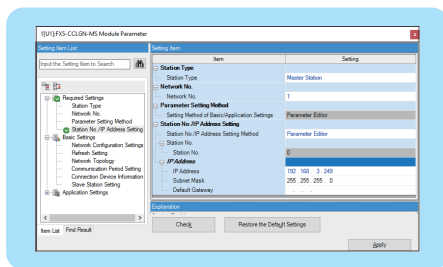 1[U1]:FX5-CCLGN-MS Module Parameter
x
Setting Item List
Input the Setting Item to Search
Required Settings
Station Type
Network No.
Parameter Setting Method
Station No./IP Address Setting
Basic Settings
Network Configuration Settings
Refresh Setting
Network Topology
Communication Period Setting
Connection Device Information
Slave Station Setting
Application Settings
Item List Find Result
Setting Item
Item Setting
Station Type
Station Type Master Station
Network No.
Network No. 1
Parameter Setting Method
Setting Method of Basic/Application Settings Parameter Editor
Station No./IP Address Setting
Station No./IP Address Setting Method Parameter Editor
Station No.
Station No. 0
IP Address
IP Address 192. 168. 3. 249
Subnet Mask 255. 255. 255. 0
Default Gateway . . .
Explanation
Check Restore the Default Settings
Apply